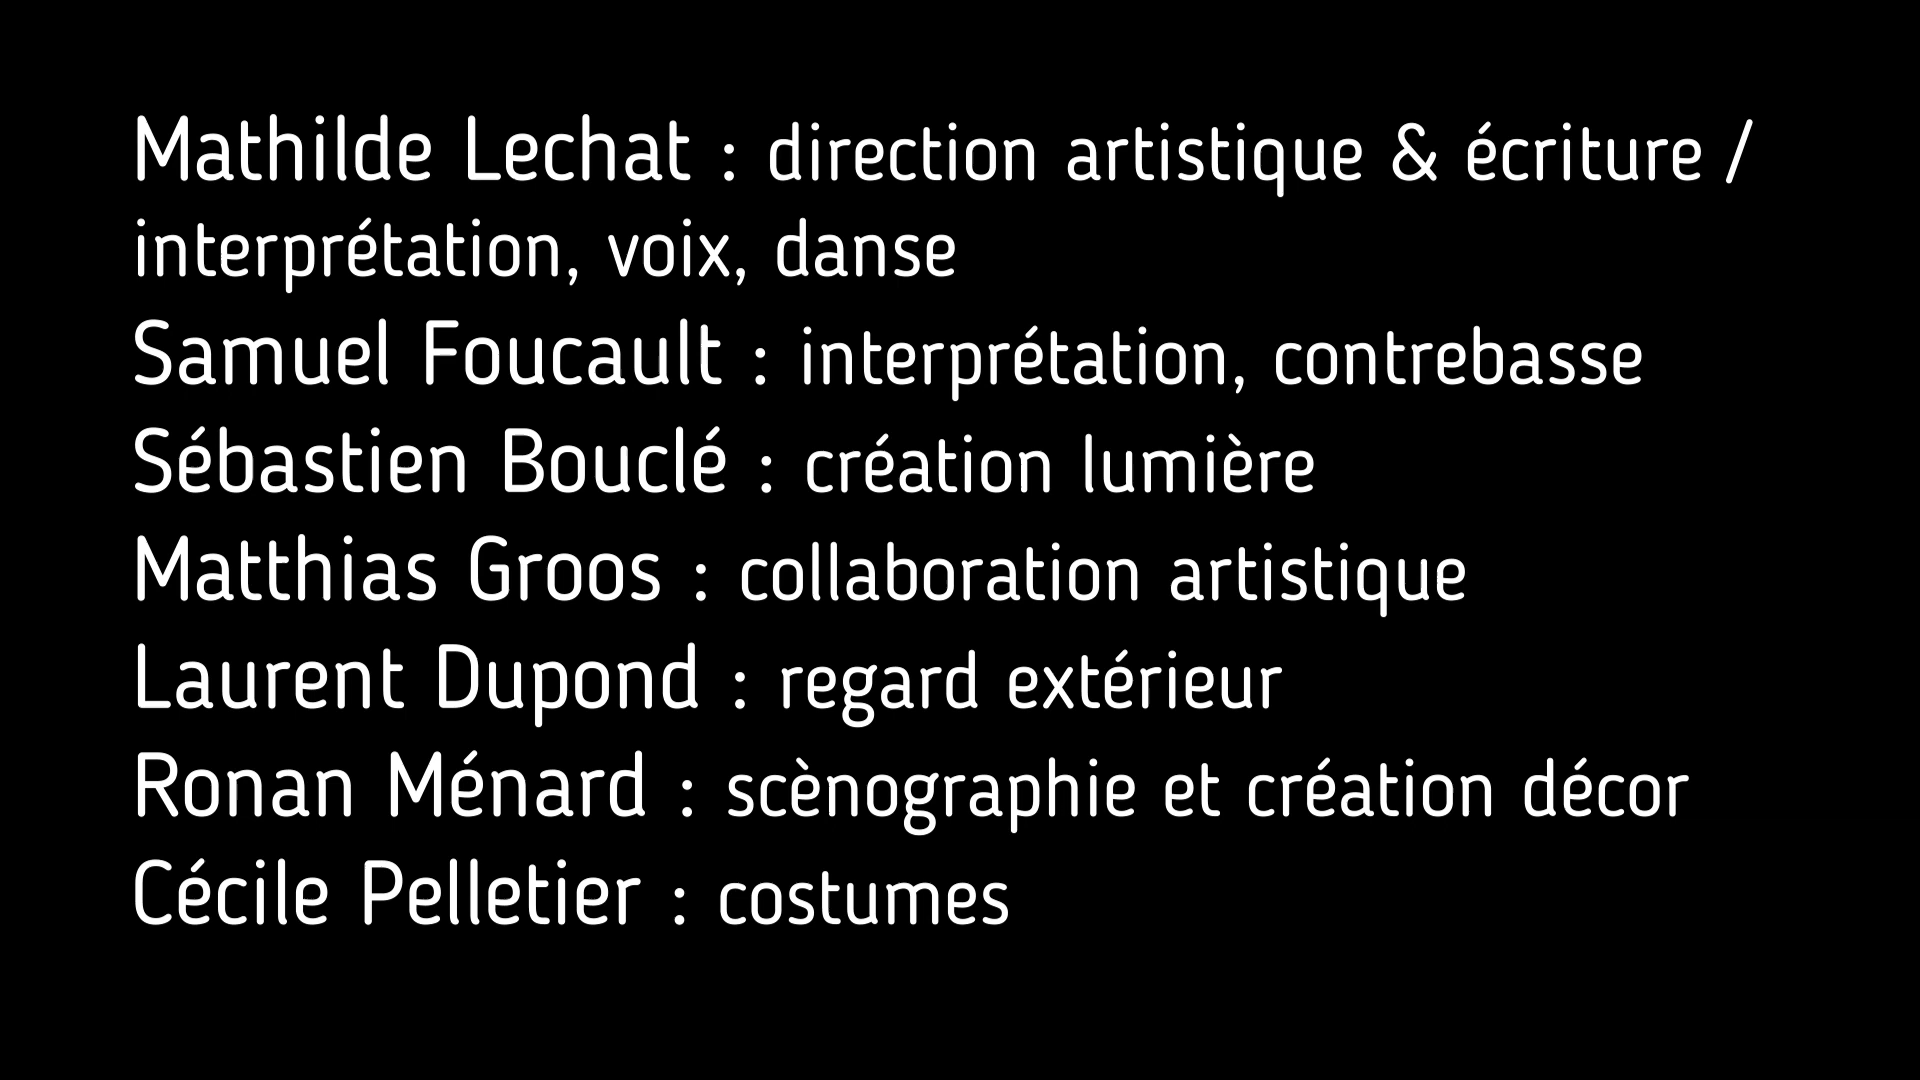 Mathilde Lechat : direction artistique & écriture /
interprétation, voix, danse
Samuel Foucault : interprétation, contrebasse
Sébastien Bouclé : création lumière
Matthias Groos : collaboration artistique
Laurent Dupond : regard extérieur
Ronan Ménard : scènographie et création décor
Cécile Pelletier : costumes